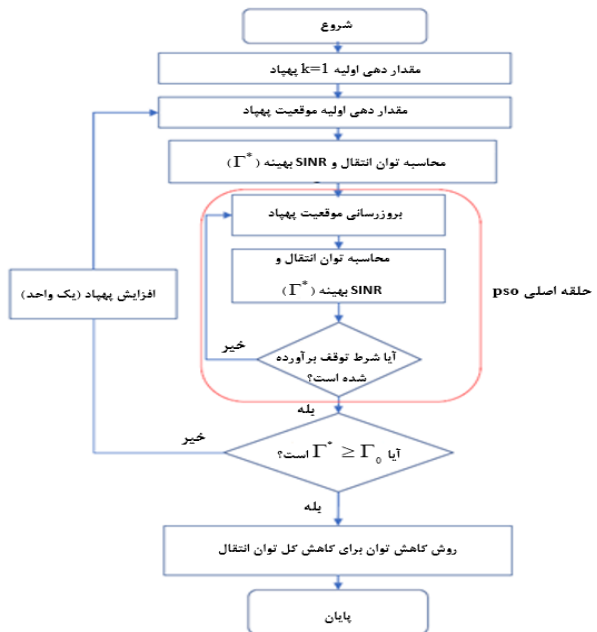 شروع
مقدار دهی اولیه k=1 پهپاد
مقدار دهی اولیه موقعیت پهپاد
محاسبه توان انتقال و SINR بهینه (Γ*)
بروزرسانی موقعیت پهپاد
محاسبه توان انتقال و
SINR بهینه (Γ*)
حلقه اصلی pso
افزایش پهپاد (یک واحد)
خیر
آیا شرط توقف برآورده
شده است؟
بله
خیر
آیا Γ* ≥ Γ₀ است؟
بله
روش کاهش توان برای کاهش کل توان انتقال
پایان